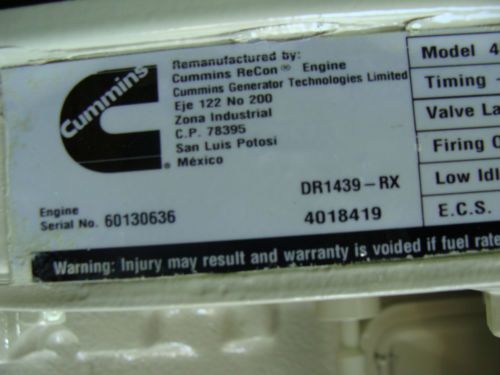 Remanufactured by:
Cummins ReCon® Engine
Cummins Generator Technologies Limited
Eje 122 No 200
Zona Industrial
C.P. 78395
San Luis Potosi
México
Cummins
®
DR1439-RX
4018419
Engine
Serial No. 60130636
Model 4
Timing
Valve La
Firing O
Low Idl
E.C.S.
Warning: Injury may result and warranty is voided if fuel rate